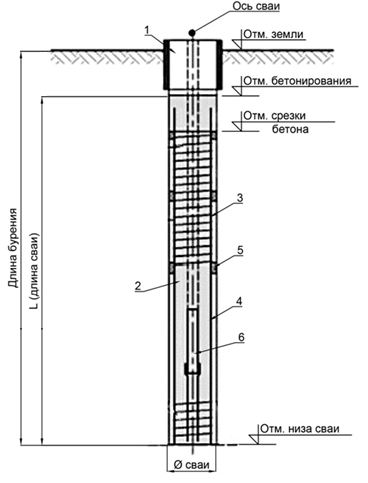 Ось сваи
1
Отм. земли
Отм. бетонирования
Отм. срезки
бетона
3
5
2
4
6
Длина бурения
L (длина сваи)
Отм. низа сваи
Ø сваи